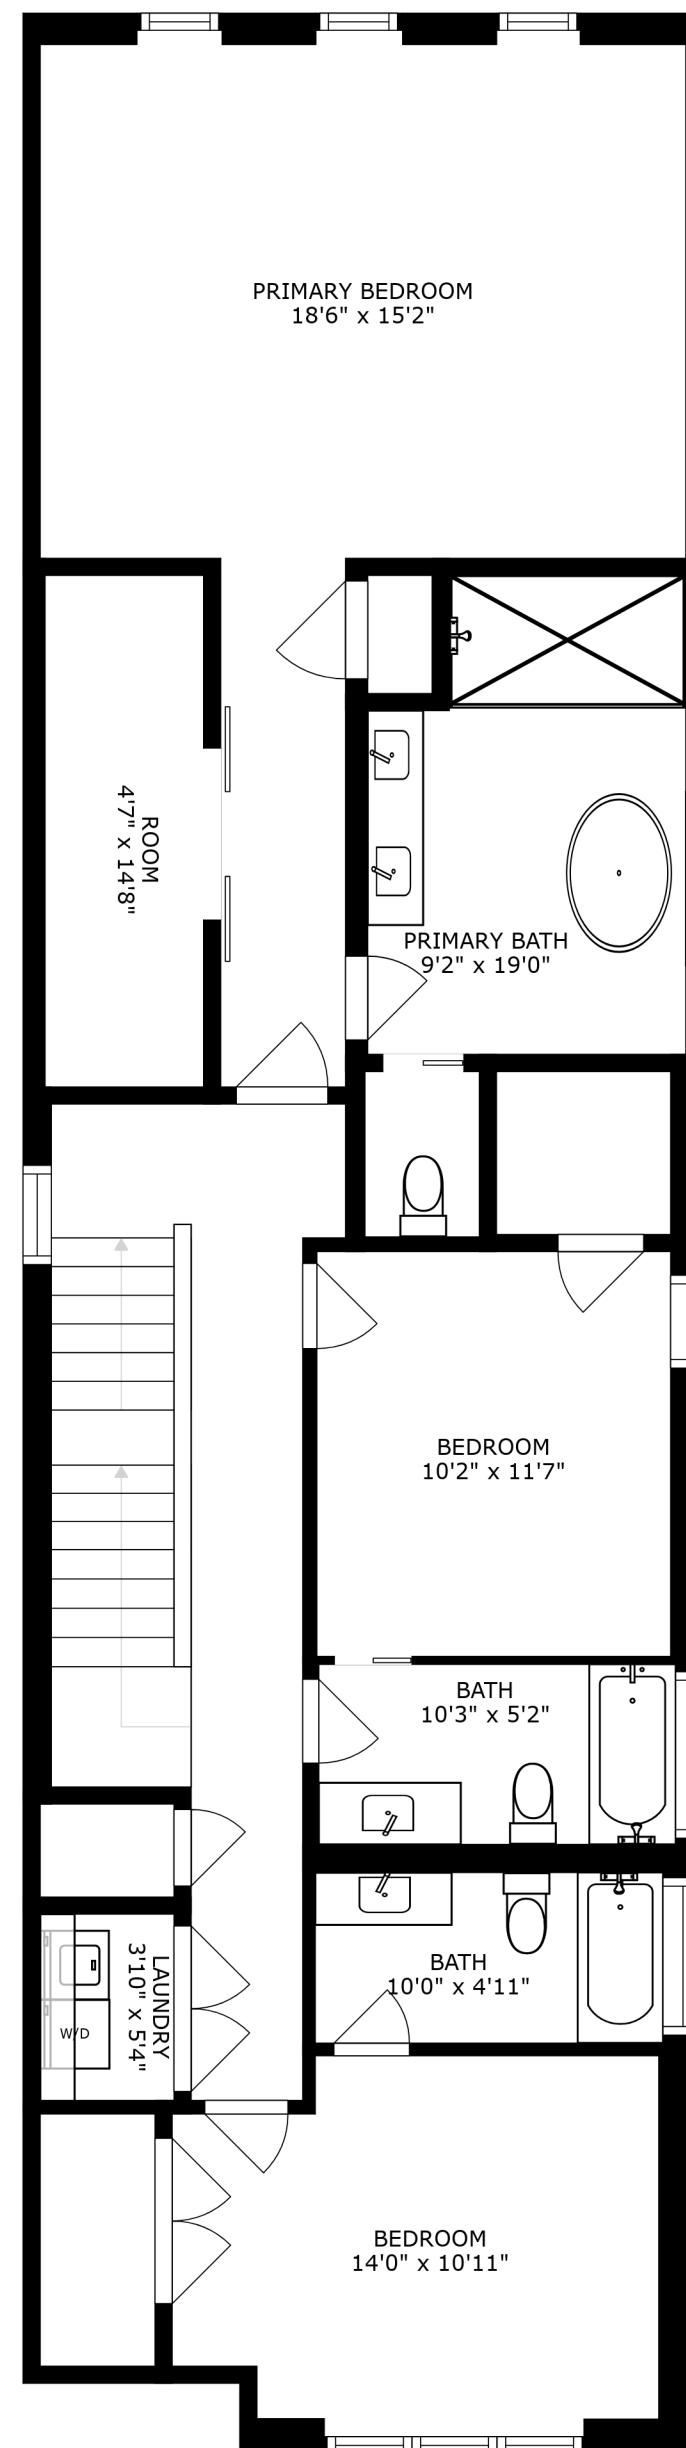 PRIMARY BEDROOM
18'6" x 15'2"
ROOM
4'7" x 14'8"
PRIMARY BATH
9'2" x 19'0"
BEDROOM
10'2" x 11'7"
BATH
10'3" x 5'2"
LAUNDRY
3'10" x 5'4"
W/D
BATH
10'0" x 4'11"
BEDROOM
14'0" x 10'11"